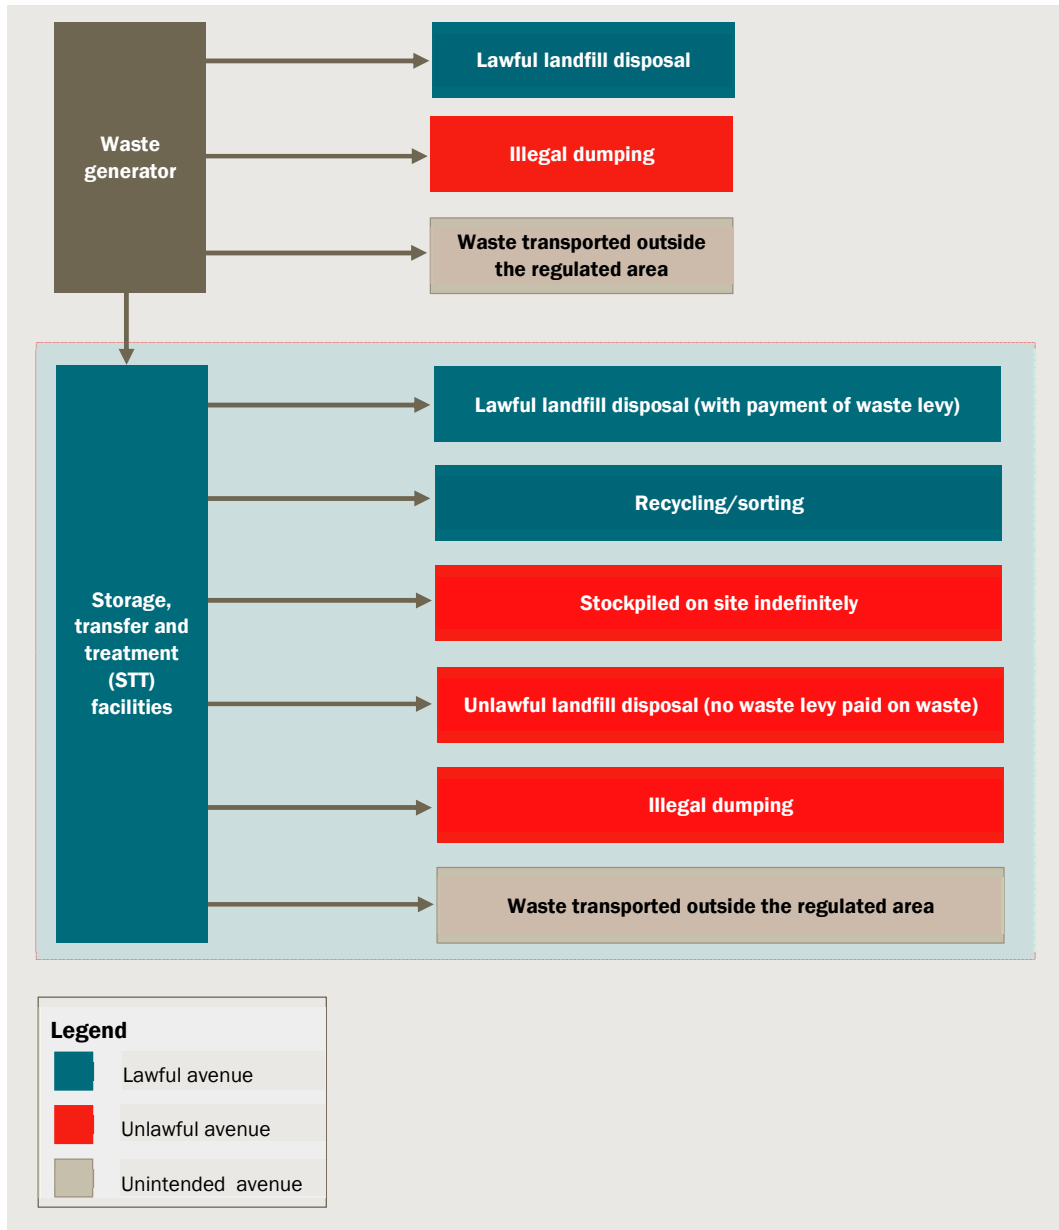 Lawful landfill disposal
Waste
generator
Illegal dumping
Waste transported outside
the regulated area
Lawful landfill disposal (with payment of waste levy)
Recycling/sorting
Storage,
transfer and
treatment
(STT)
facilities
Stockpiled on site indefinitely
Unlawful landfill disposal (no waste levy paid on waste)
Illegal dumping
Waste transported outside the regulated area
Legend
Lawful avenue
Unlawful avenue
Unintended avenue